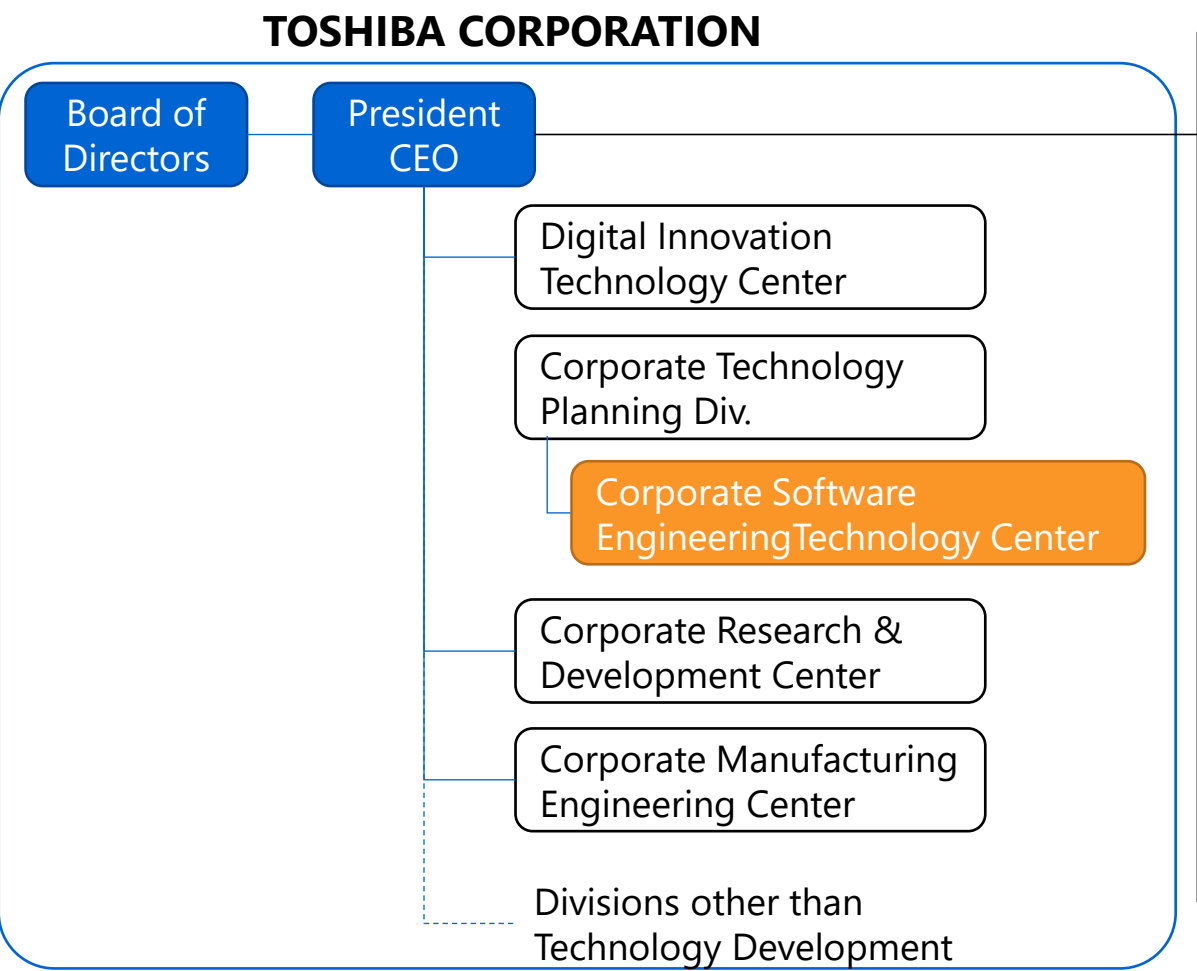 TOSHIBA CORPORATION
Board of
Directors
President
CEO
Digital Innovation
Technology Center
Corporate Technology
Planning Div.
Corporate Software
EngineeringTechnology Center
Corporate Research &
Development Center
Corporate Manufacturing
Engineering Center
Divisions other than
Technology Development